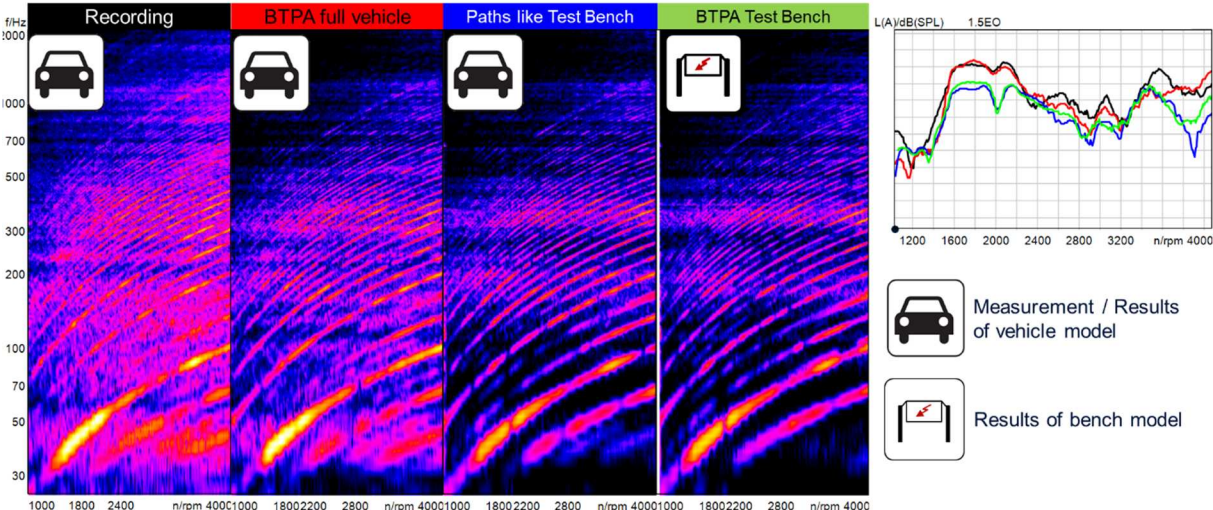 Recording
BTPA full vehicle
Paths like Test Bench
BTPA Test Bench
L(A)/dB(SPL) 1.5EO
f/Hz
2000
1000
700
500
300
200
100
70
50
30
1000 1800 2400 n/rpm 4000
1000 1800 2200 2800 n/rpm 4000
1000 1800 2200 2800 n/rpm 4000
1000 1800 2200 2800 n/rpm 4000
1200 1600 2000 2400 2800 3200 n/rpm 4000
Measurement / Results
of vehicle model
Results of bench model